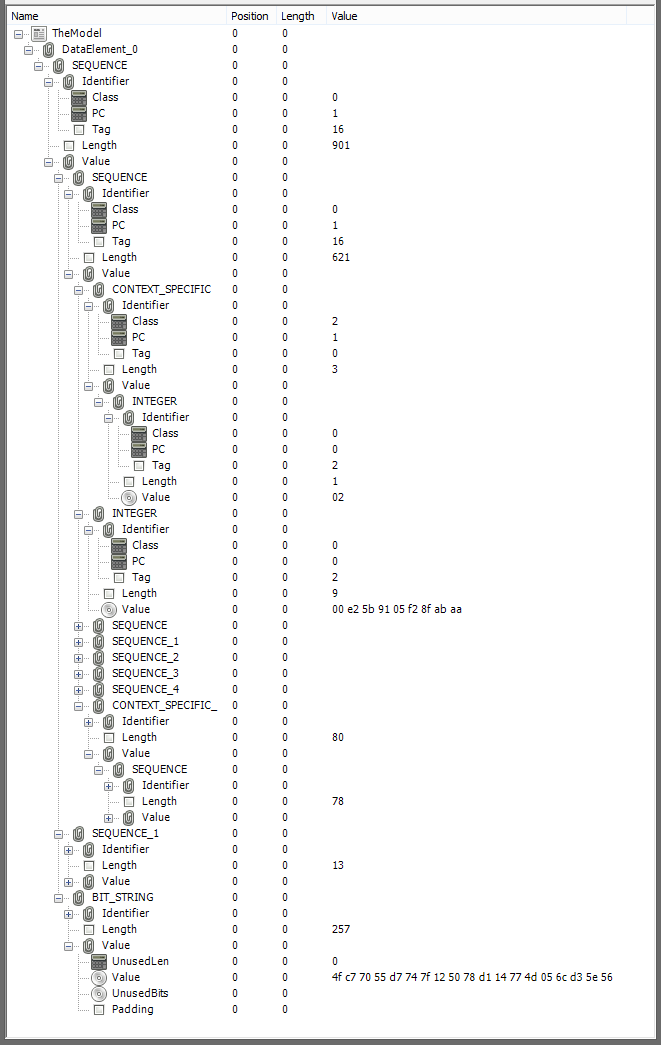 Name Position Length Value
TheModel 0 0
DataElement_0 0 0
SEQUENCE 0 0
Identifier 0 0
Class 0 0 0
PC 0 0 1
Tag 0 0 16
Length 0 0 901
Value 0 0
SEQUENCE 0 0
Identifier 0 0
Class 0 0 0
PC 0 0 1
Tag 0 0 16
Length 0 0 621
Value 0 0
CONTEXT_SPECIFIC 0 0
Identifier 0 0
Class 0 0 2
PC 0 0 1
Tag 0 0 0
Length 0 0 3
Value 0 0
INTEGER 0 0
Identifier 0 0
Class 0 0 0
PC 0 0 0
Tag 0 0 2
Length 0 0 1
Value 0 0 02
INTEGER 0 0
Identifier 0 0
Class 0 0 0
PC 0 0 0
Tag 0 0 2
Length 0 0 9
Value 0 0 00 e2 5b 91 05 f2 8f ab aa
SEQUENCE 0 0
SEQUENCE_1 0 0
SEQUENCE_2 0 0
SEQUENCE_3 0 0
SEQUENCE_4 0 0
CONTEXT_SPECIFIC_ 0 0
Identifier 0 0
Length 0 0 80
Value 0 0
SEQUENCE 0 0
Identifier 0 0
Length 0 0 78
Value 0 0
SEQUENCE_1 0 0
Identifier 0 0
Length 0 0 13
Value 0 0
BIT_STRING 0 0
Identifier 0 0
Length 0 0 257
Value 0 0
UnusedLen 0 0 0
Value 0 0 4f c7 70 55 d7 74 7f 12 50 78 d1 14 77 4d 05 6c d3 5e 56
UnusedBits 0 0
Padding 0 0